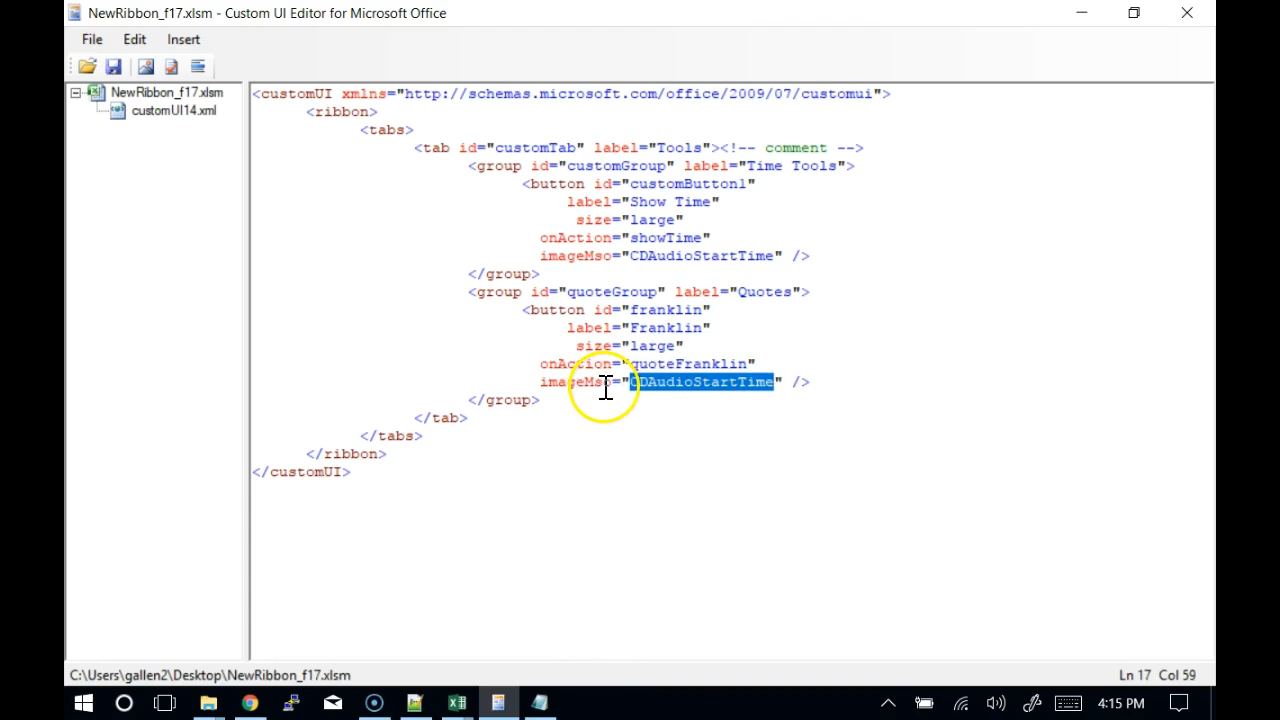 NewRibbon_f17.xlsm - Custom UI Editor for Microsoft Office
File Edit Insert
NewRibbon_f17.xlsm
customUI14.xml
<customUI xmlns="http://schemas.microsoft.com/office/2009/07/customui">
<ribbon>
<tabs>
<tab id="customTab" label="Tools"><!-- comment -->
<group id="customGroup" label="Time Tools">
<button id="customButton1"
label="Show Time"
size="large"
onAction="showTime"
imageMso="CDAudioStartTime" />
</group>
<group id="quoteGroup" label="Quotes">
<button id="franklin"
label="Franklin"
size="large"
onAction="quoteFranklin"
imageMso="CDAudioStartTime" />
</group>
</tab>
</tabs>
</ribbon>
</customUI>
C:\Users\gallen2\Desktop\NewRibbon_f17.xlsm
Ln 17 Col 59
4:15 PM